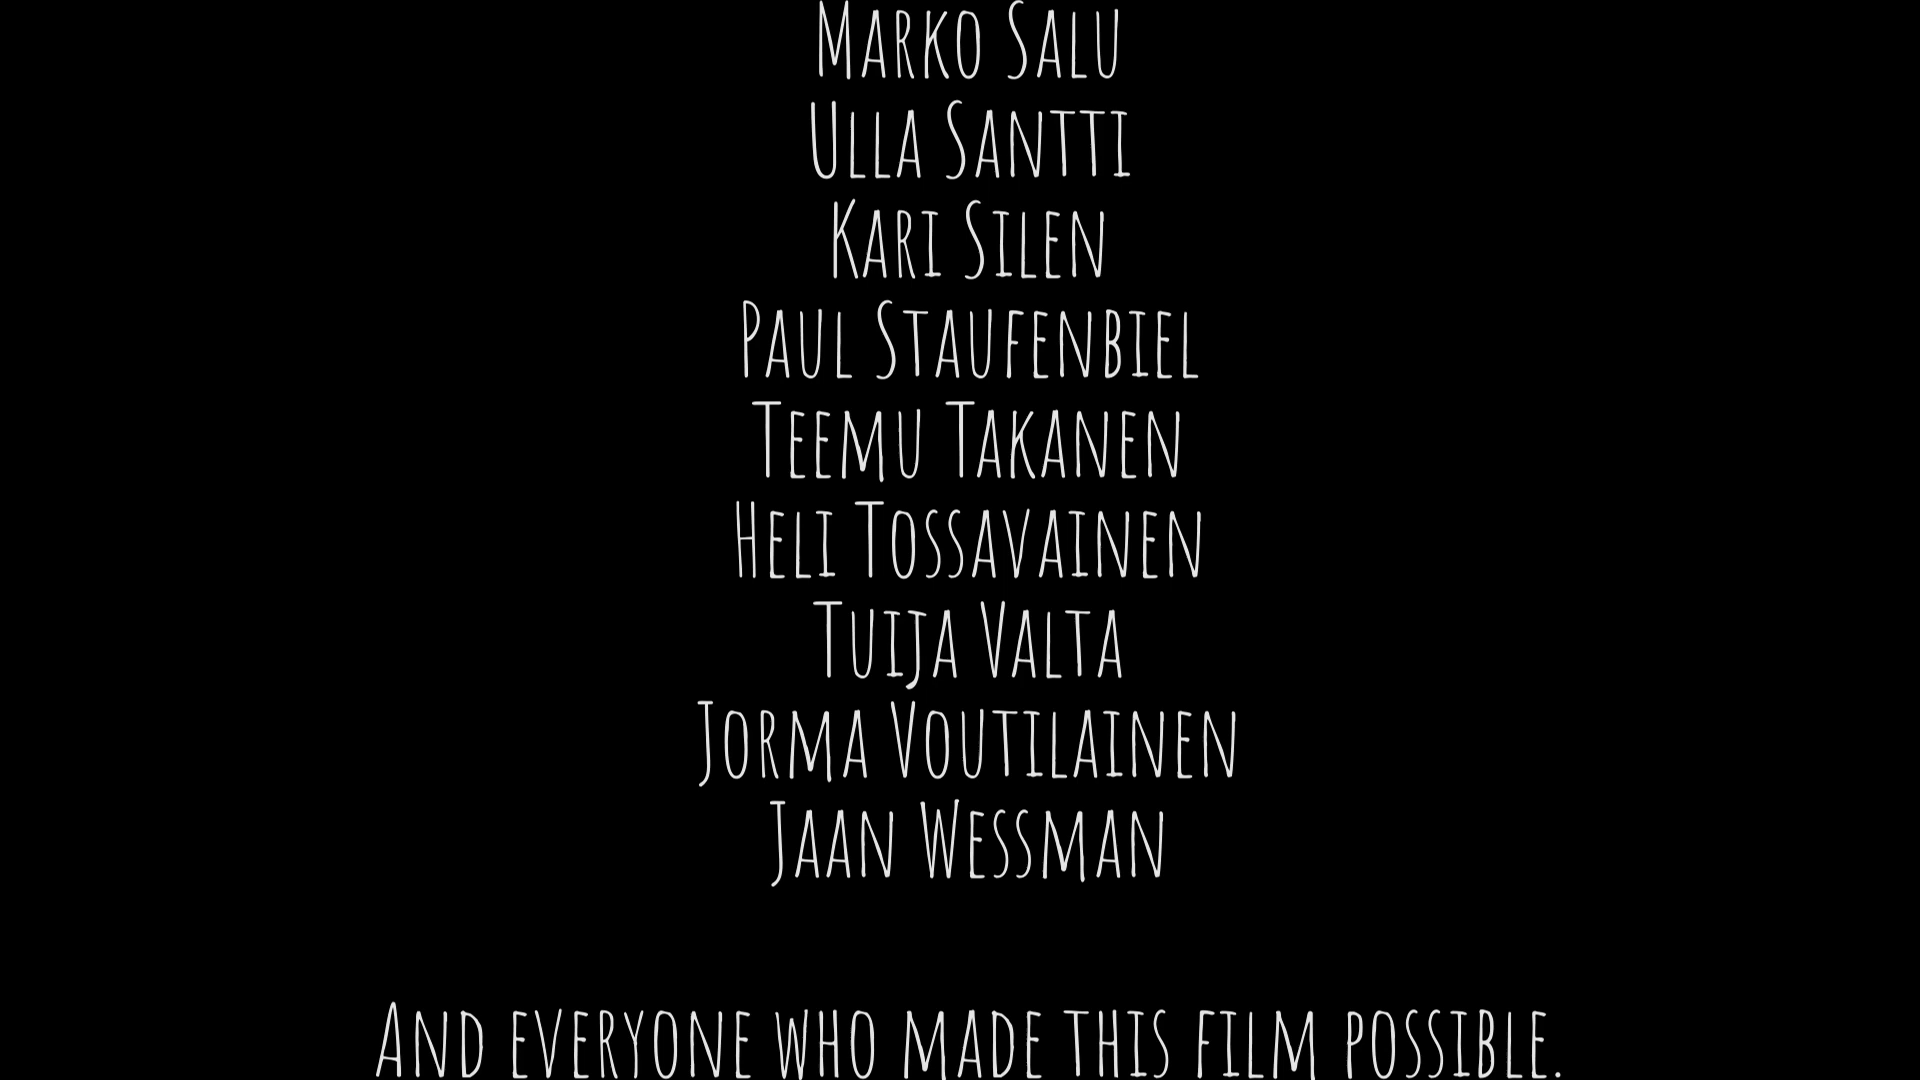 Marko Salu
Ulla Santti
Kari Silen
Paul Staufenbiel
Teemu Takanen
Heli Tossavainen
Tuija Valta
Jorma Voutilainen
Jaan Wessman
And everyone who made this film possible.